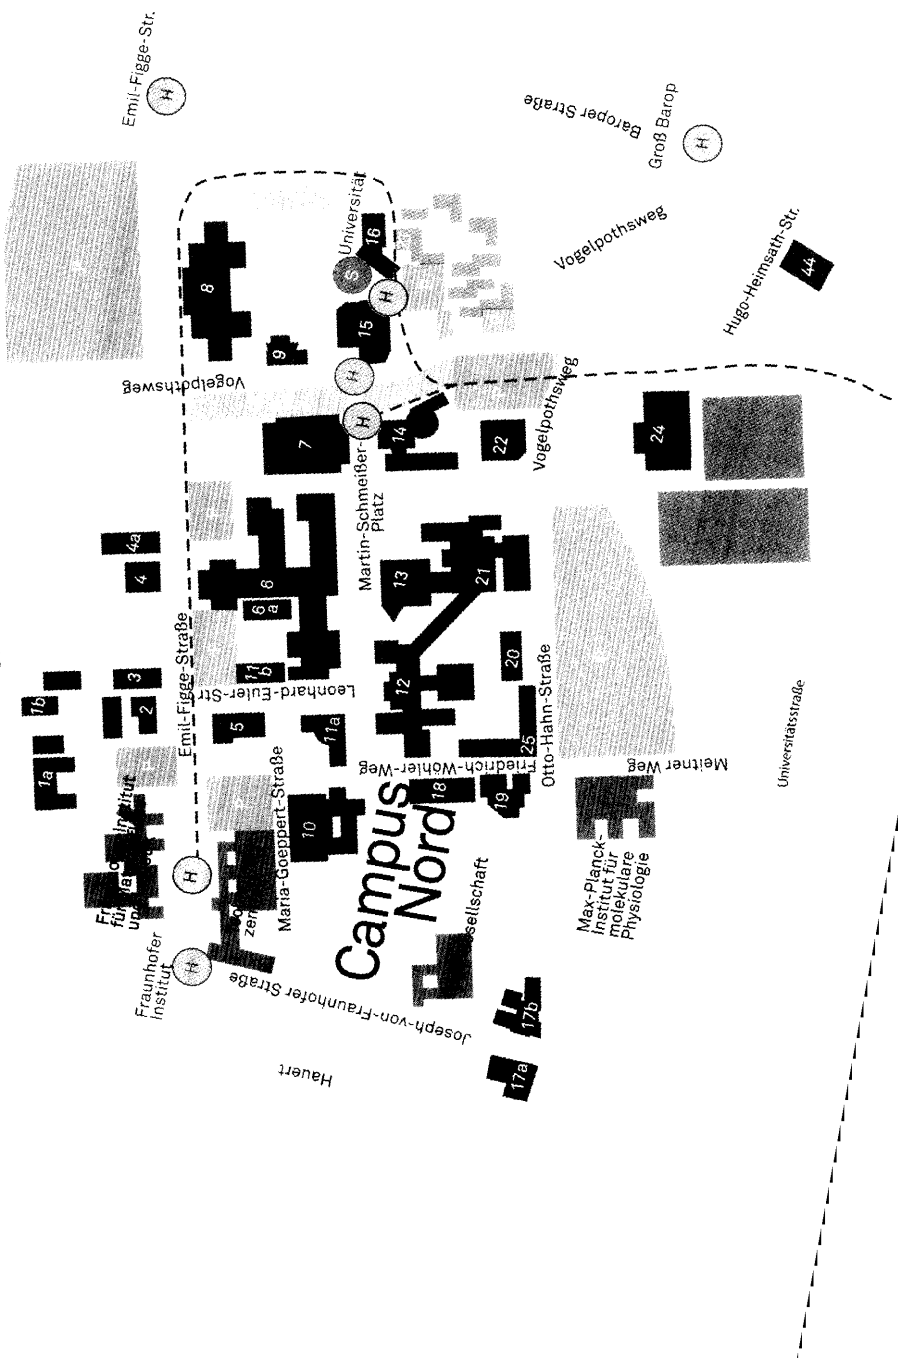 Emil-Figge-Str.
H
Baroper Straße
Groß Barop
H
Universität
S
16
H
Vogelpothsweg
Hugo-Heimsath-Str.
44
8
9
15
H
Vogelpothsweg
H
7
14
22
Vogelpothsweg
24
Martin-Schmeißer-
Platz
4a
4
6
6
a
13
21
Emil-Figge-Straße
3
1b
2
11
b
Leonhard-Euler-Str.
12
20
Otto-Hahn-Straße
5
11a
25
1a
Friedrich-Wöhler-Weg
Meitner Weg
Universitätsstraße
Maria-Goeppert-Straße
10
18
19
Campus
Nord
H
Max-Planck-
Institut für
molekulare
Physiologie
sellschaft
Fraunhofer
Institut
H
Joseph-von-Fraunhofer Straße
17b
17a
Hauert